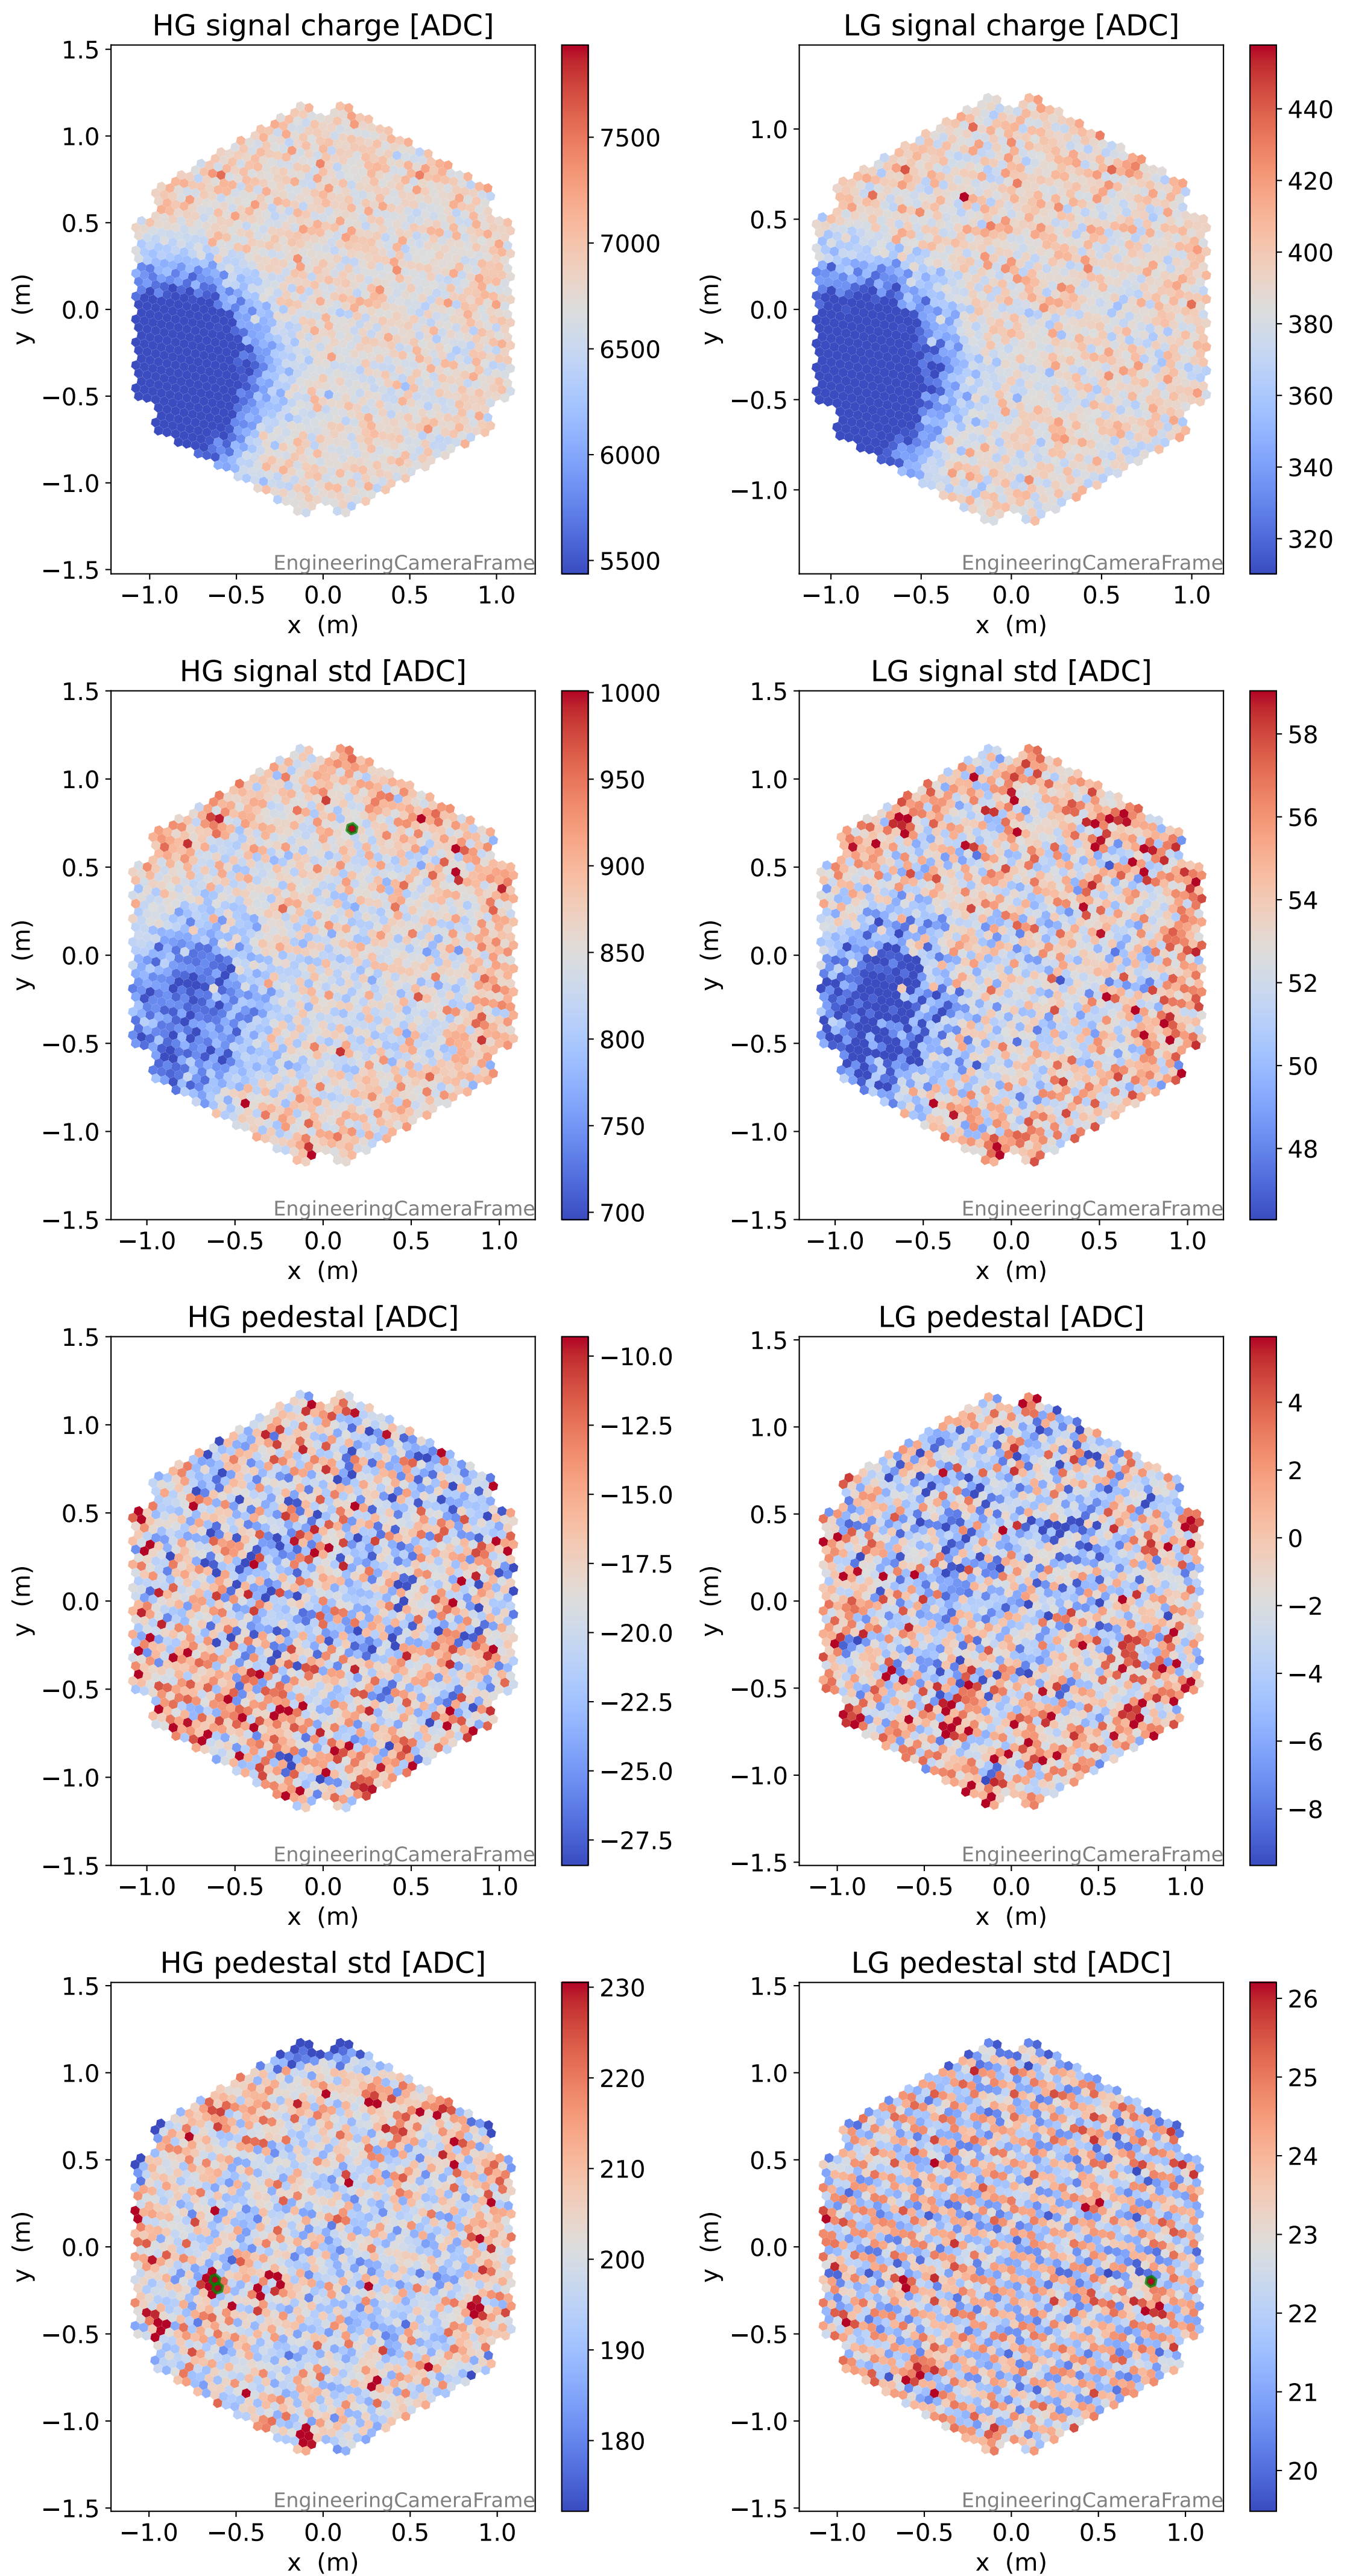 HG signal charge [ADC]
1.5
1.0
0.5
0.0
−0.5
−1.0
−1.5
y (m)
−1.0 −0.5 0.0 0.5 1.0
x (m)
EngineeringCameraFrame
7500
7000
6500
6000
5500
LG signal charge [ADC]
1.0
0.5
0.0
−0.5
−1.0
y (m)
−1.0 −0.5 0.0 0.5 1.0
x (m)
EngineeringCameraFrame
440
420
400
380
360
340
320
HG signal std [ADC]
1.5
1.0
0.5
0.0
−0.5
−1.0
−1.5
y (m)
−1.0 −0.5 0.0 0.5 1.0
x (m)
EngineeringCameraFrame
1000
950
900
850
800
750
700
LG signal std [ADC]
1.5
1.0
0.5
0.0
−0.5
−1.0
−1.5
y (m)
−1.0 −0.5 0.0 0.5 1.0
x (m)
EngineeringCameraFrame
58
56
54
52
50
48
HG pedestal [ADC]
1.5
1.0
0.5
0.0
−0.5
−1.0
−1.5
y (m)
−1.0 −0.5 0.0 0.5 1.0
x (m)
EngineeringCameraFrame
−10.0
−12.5
−15.0
−17.5
−20.0
−22.5
−25.0
−27.5
LG pedestal [ADC]
1.5
1.0
0.5
0.0
−0.5
−1.0
−1.5
y (m)
−1.0 −0.5 0.0 0.5 1.0
x (m)
EngineeringCameraFrame
4
2
0
−2
−4
−6
−8
HG pedestal std [ADC]
1.5
1.0
0.5
0.0
−0.5
−1.0
−1.5
y (m)
−1.0 −0.5 0.0 0.5 1.0
x (m)
EngineeringCameraFrame
230
220
210
200
190
180
LG pedestal std [ADC]
1.5
1.0
0.5
0.0
−0.5
−1.0
−1.5
y (m)
−1.0 −0.5 0.0 0.5 1.0
x (m)
EngineeringCameraFrame
26
25
24
23
22
21
20